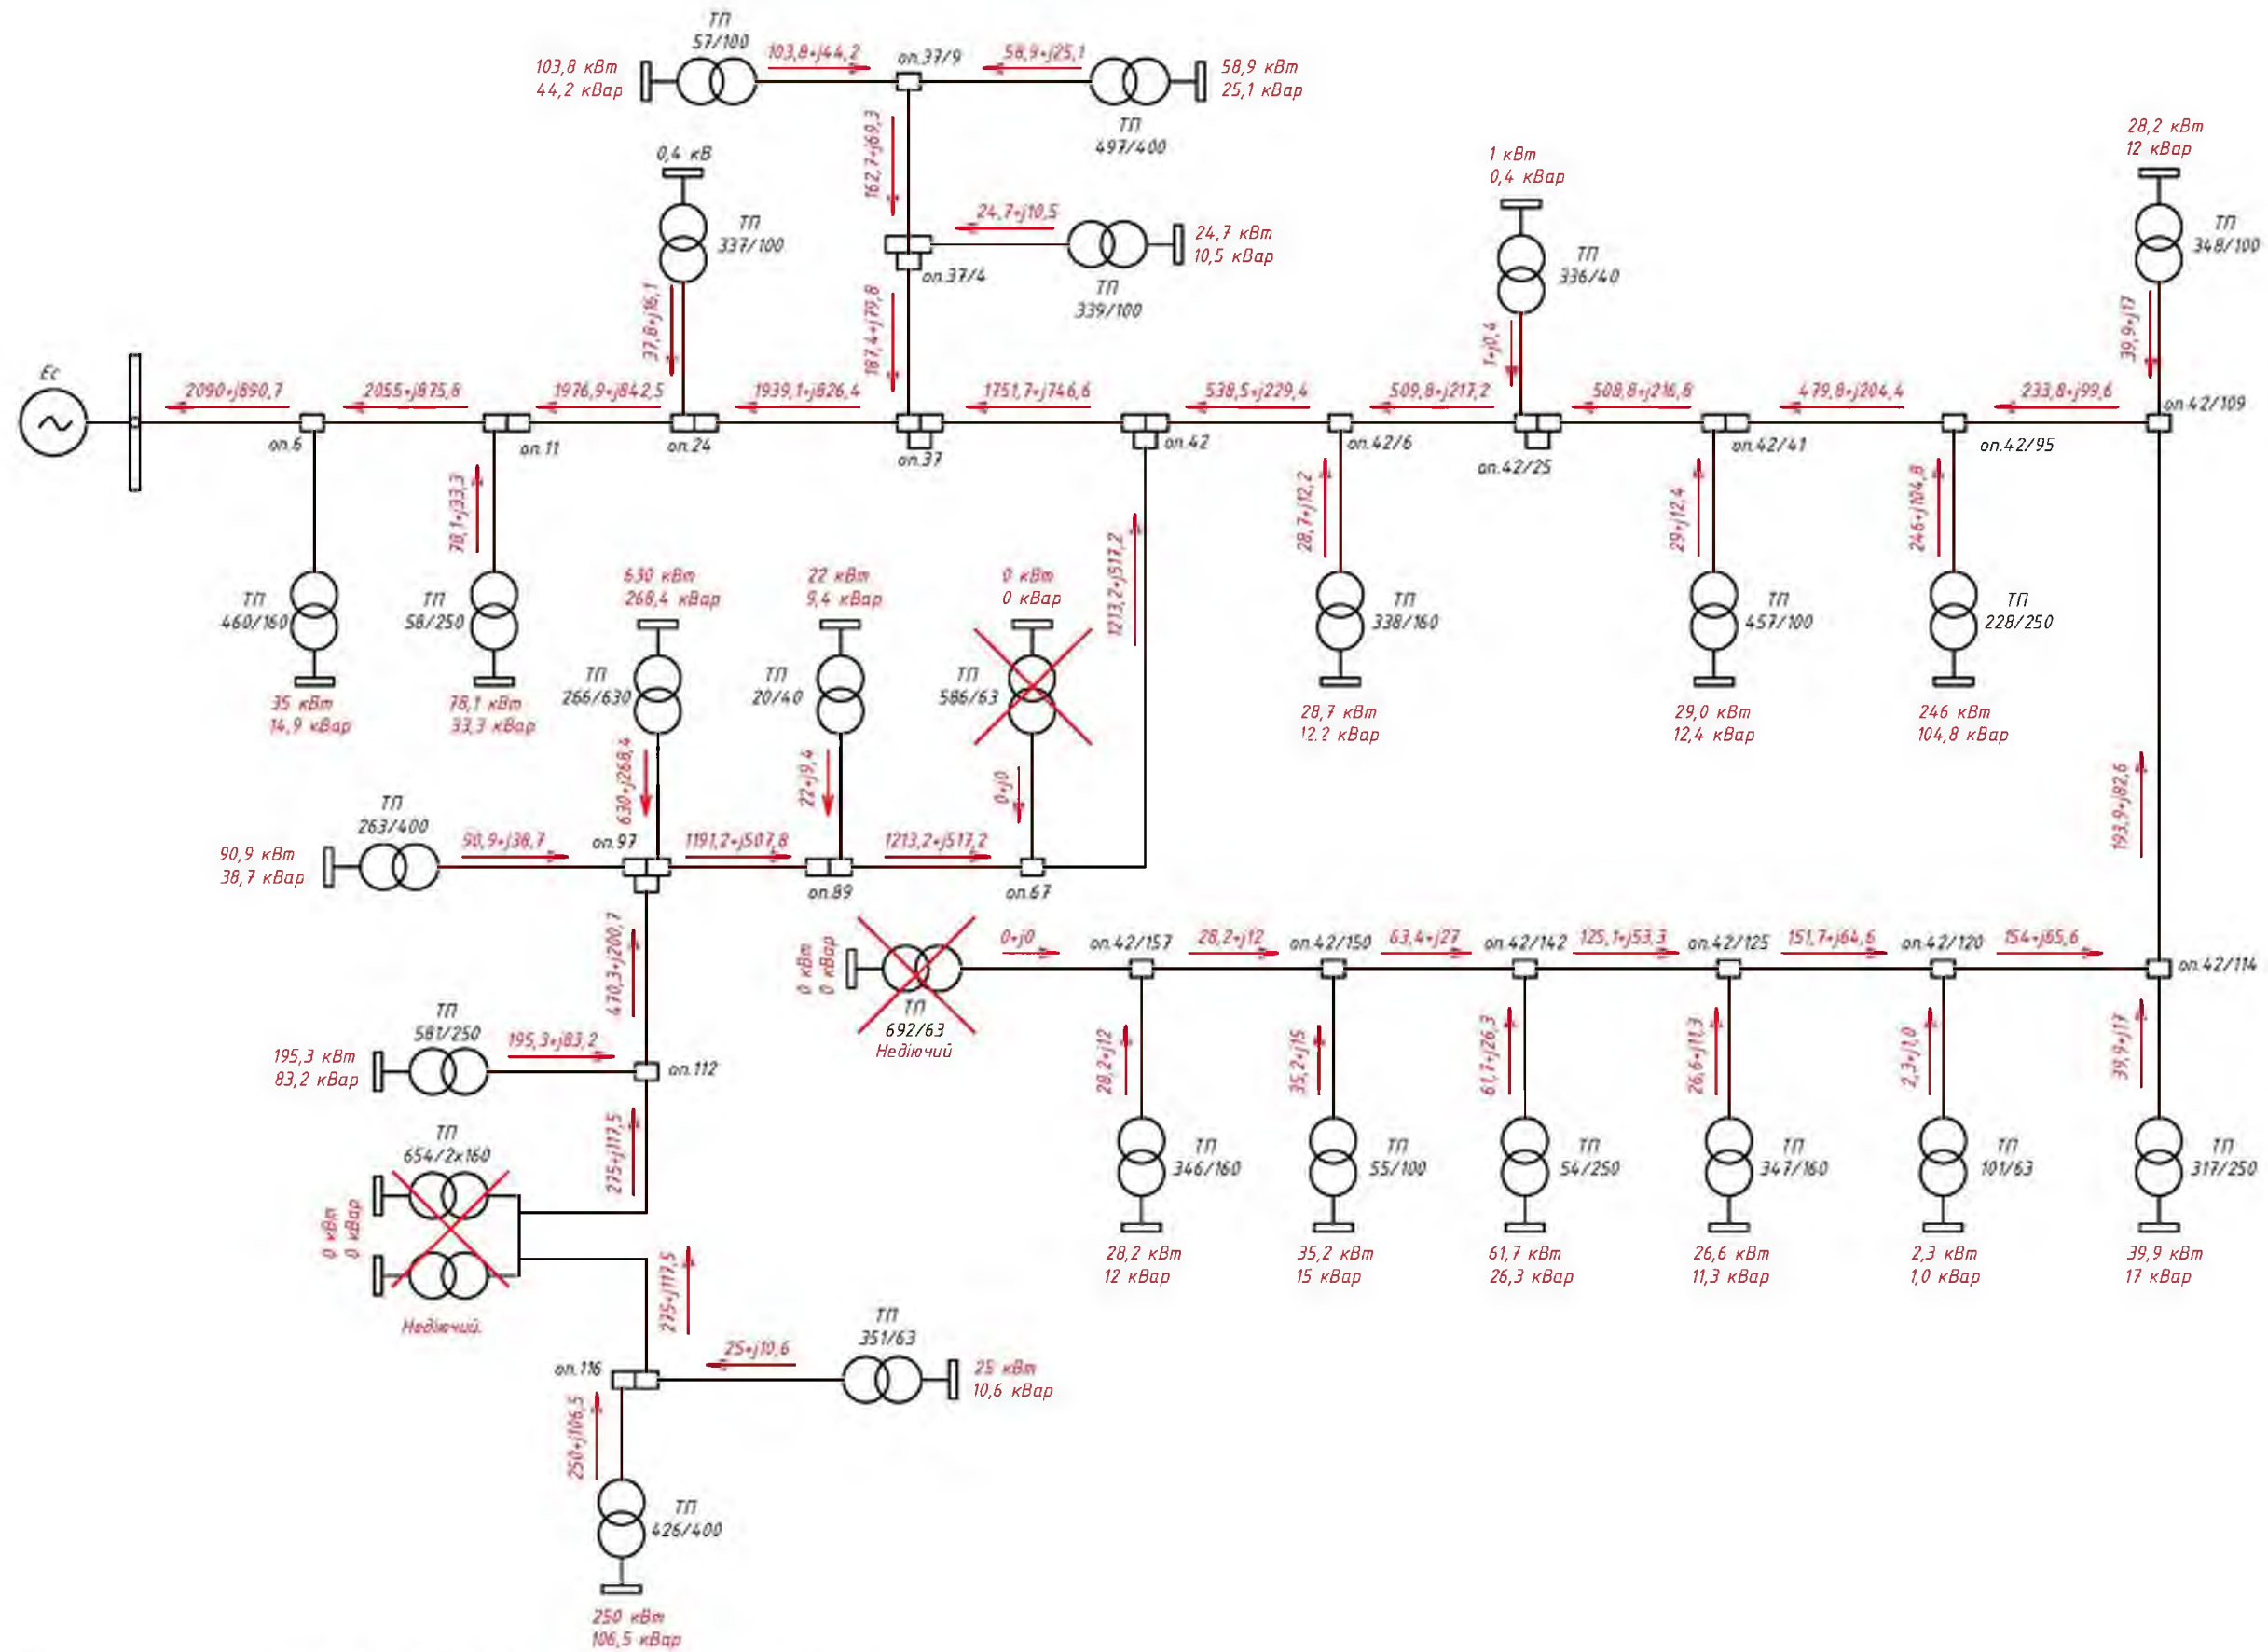 ТП
57/100
103,8 кВт
44,2 кВар
103,8+j44,2
оп.37/9
58,9+j25,1
58,9 кВт
25,1 кВар
ТП
497/400
162,7+j69,3
0,4 кВ
ТП
337/100
37,8+j16,1
24,7+j10,5
24,7 кВт
10,5 кВар
оп.37/4
ТП
339/100
187,4+j79,8
1 кВт
0,4 кВар
ТП
336/40
1+j0,4
28,2 кВт
12 кВар
ТП
348/100
39,9+j17
Ес
2090+j890,7
2055+j875,8
1976,9+j842,5
1939,1+j826,4
1751,7+j746,6
538,5+j229,4
509,8+j217,2
508,8+j216,8
479,8+j204,4
233,8+j99,6
оп.42/109
оп.6
оп.11
оп.24
оп.37
оп.42
оп.42/6
оп.42/25
оп.42/41
оп.42/95
78,1+j33,3
1213,2+j517,2
28,7+j12,2
29+j12,4
246+j104,8
ТП
460/160
35 кВт
14,9 кВар
ТП
58/250
78,1 кВт
33,3 кВар
630 кВт
268,4 кВар
ТП
266/630
22 кВт
9,4 кВар
ТП
20/40
0 кВт
0 кВар
ТП
586/63
ТП
338/160
28,7 кВт
12,2 кВар
ТП
457/100
29,0 кВт
12,4 кВар
ТП
228/250
246 кВт
104,8 кВар
630+j268,4
22+j9,4
0+j0
193,9+j82,6
ТП
263/400
90,9 кВт
38,7 кВар
90,9+j38,7
оп.97
1191,2+j507,8
оп.89
1213,2+j517,2
оп.67
470,3+j200,7
0 кВт
0 кВар
ТП
692/63
Недіючий
0+j0
оп.42/157
28,2+j12
оп.42/150
63,4+j27
оп.42/142
125,1+j53,3
оп.42/125
151,7+j64,6
оп.42/120
154+j65,6
оп.42/114
ТП
581/250
195,3 кВт
83,2 кВар
195,3+j83,2
оп.112
28,2+j12
35,2+j15
61,7+j26,3
26,6+j11,3
2,3+j1,0
39,9+j17
ТП
654/2х160
0 кВт
0 кВар
Недіючий.
275+j117,5
275+j117,5
ТП
346/160
28,2 кВт
12 кВар
ТП
55/100
35,2 кВт
15 кВар
ТП
54/250
61,7 кВт
26,3 кВар
ТП
347/160
26,6 кВт
11,3 кВар
ТП
101/63
2,3 кВт
1,0 кВар
ТП
317/250
39,9 кВт
17 кВар
оп.116
25+j10,6
ТП
351/63
25 кВт
10,6 кВар
250+j106,5
ТП
426/400
250 кВт
106,5 кВар